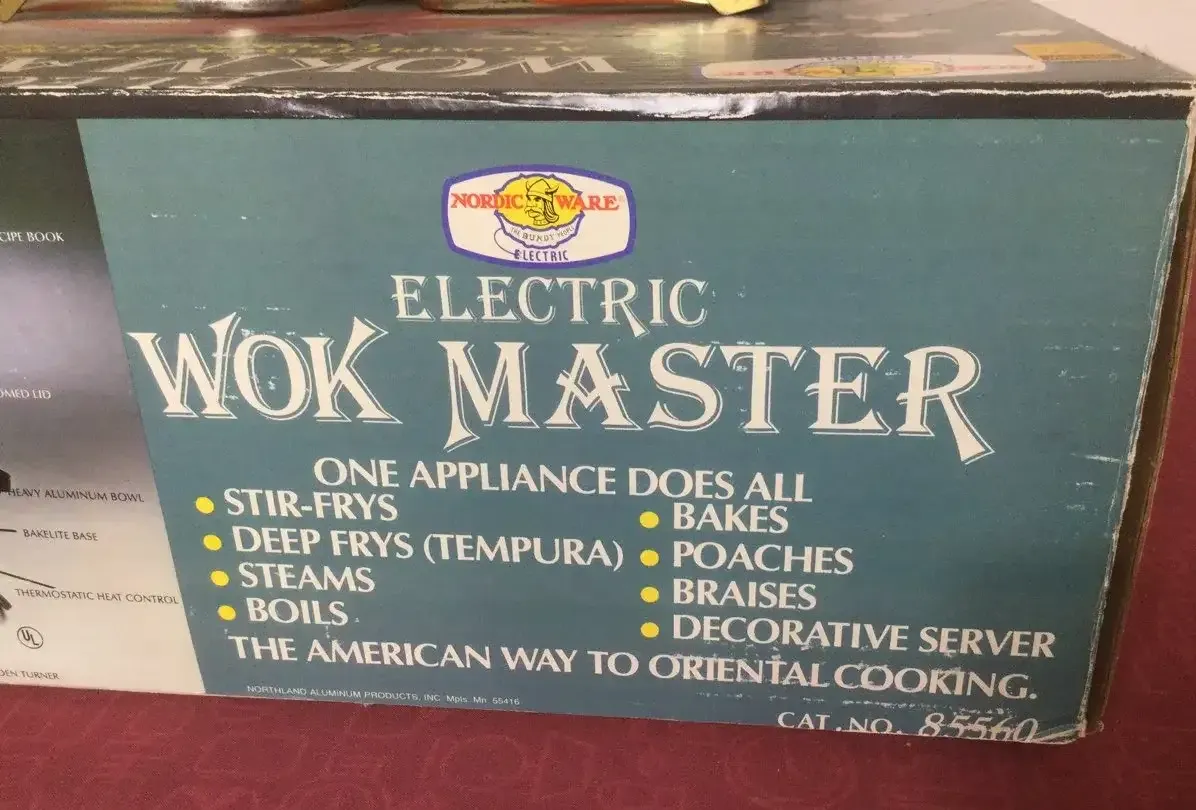 WOK MA
NORDIC WARE®
THE BUNDT PEOPLE
ELECTRIC
ELECTRIC
WOK MASTER
ONE APPLIANCE DOES ALL
STIR-FRYS
DEEP FRYS (TEMPURA)
STEAMS
BOILS
BAKES
POACHES
BRAISES
DECORATIVE SERVER
THE AMERICAN WAY TO ORIENTAL COOKING.
NORTHLAND ALUMINUM PRODUCTS, INC. Mpls. Mn 55416
CAT. NO. 85560
CIPE BOOK
OMED LID
HEAVY ALUMINUM BOWL
BAKELITE BASE
THERMOSTATIC HEAT CONTROL
UL
DEN TURNER